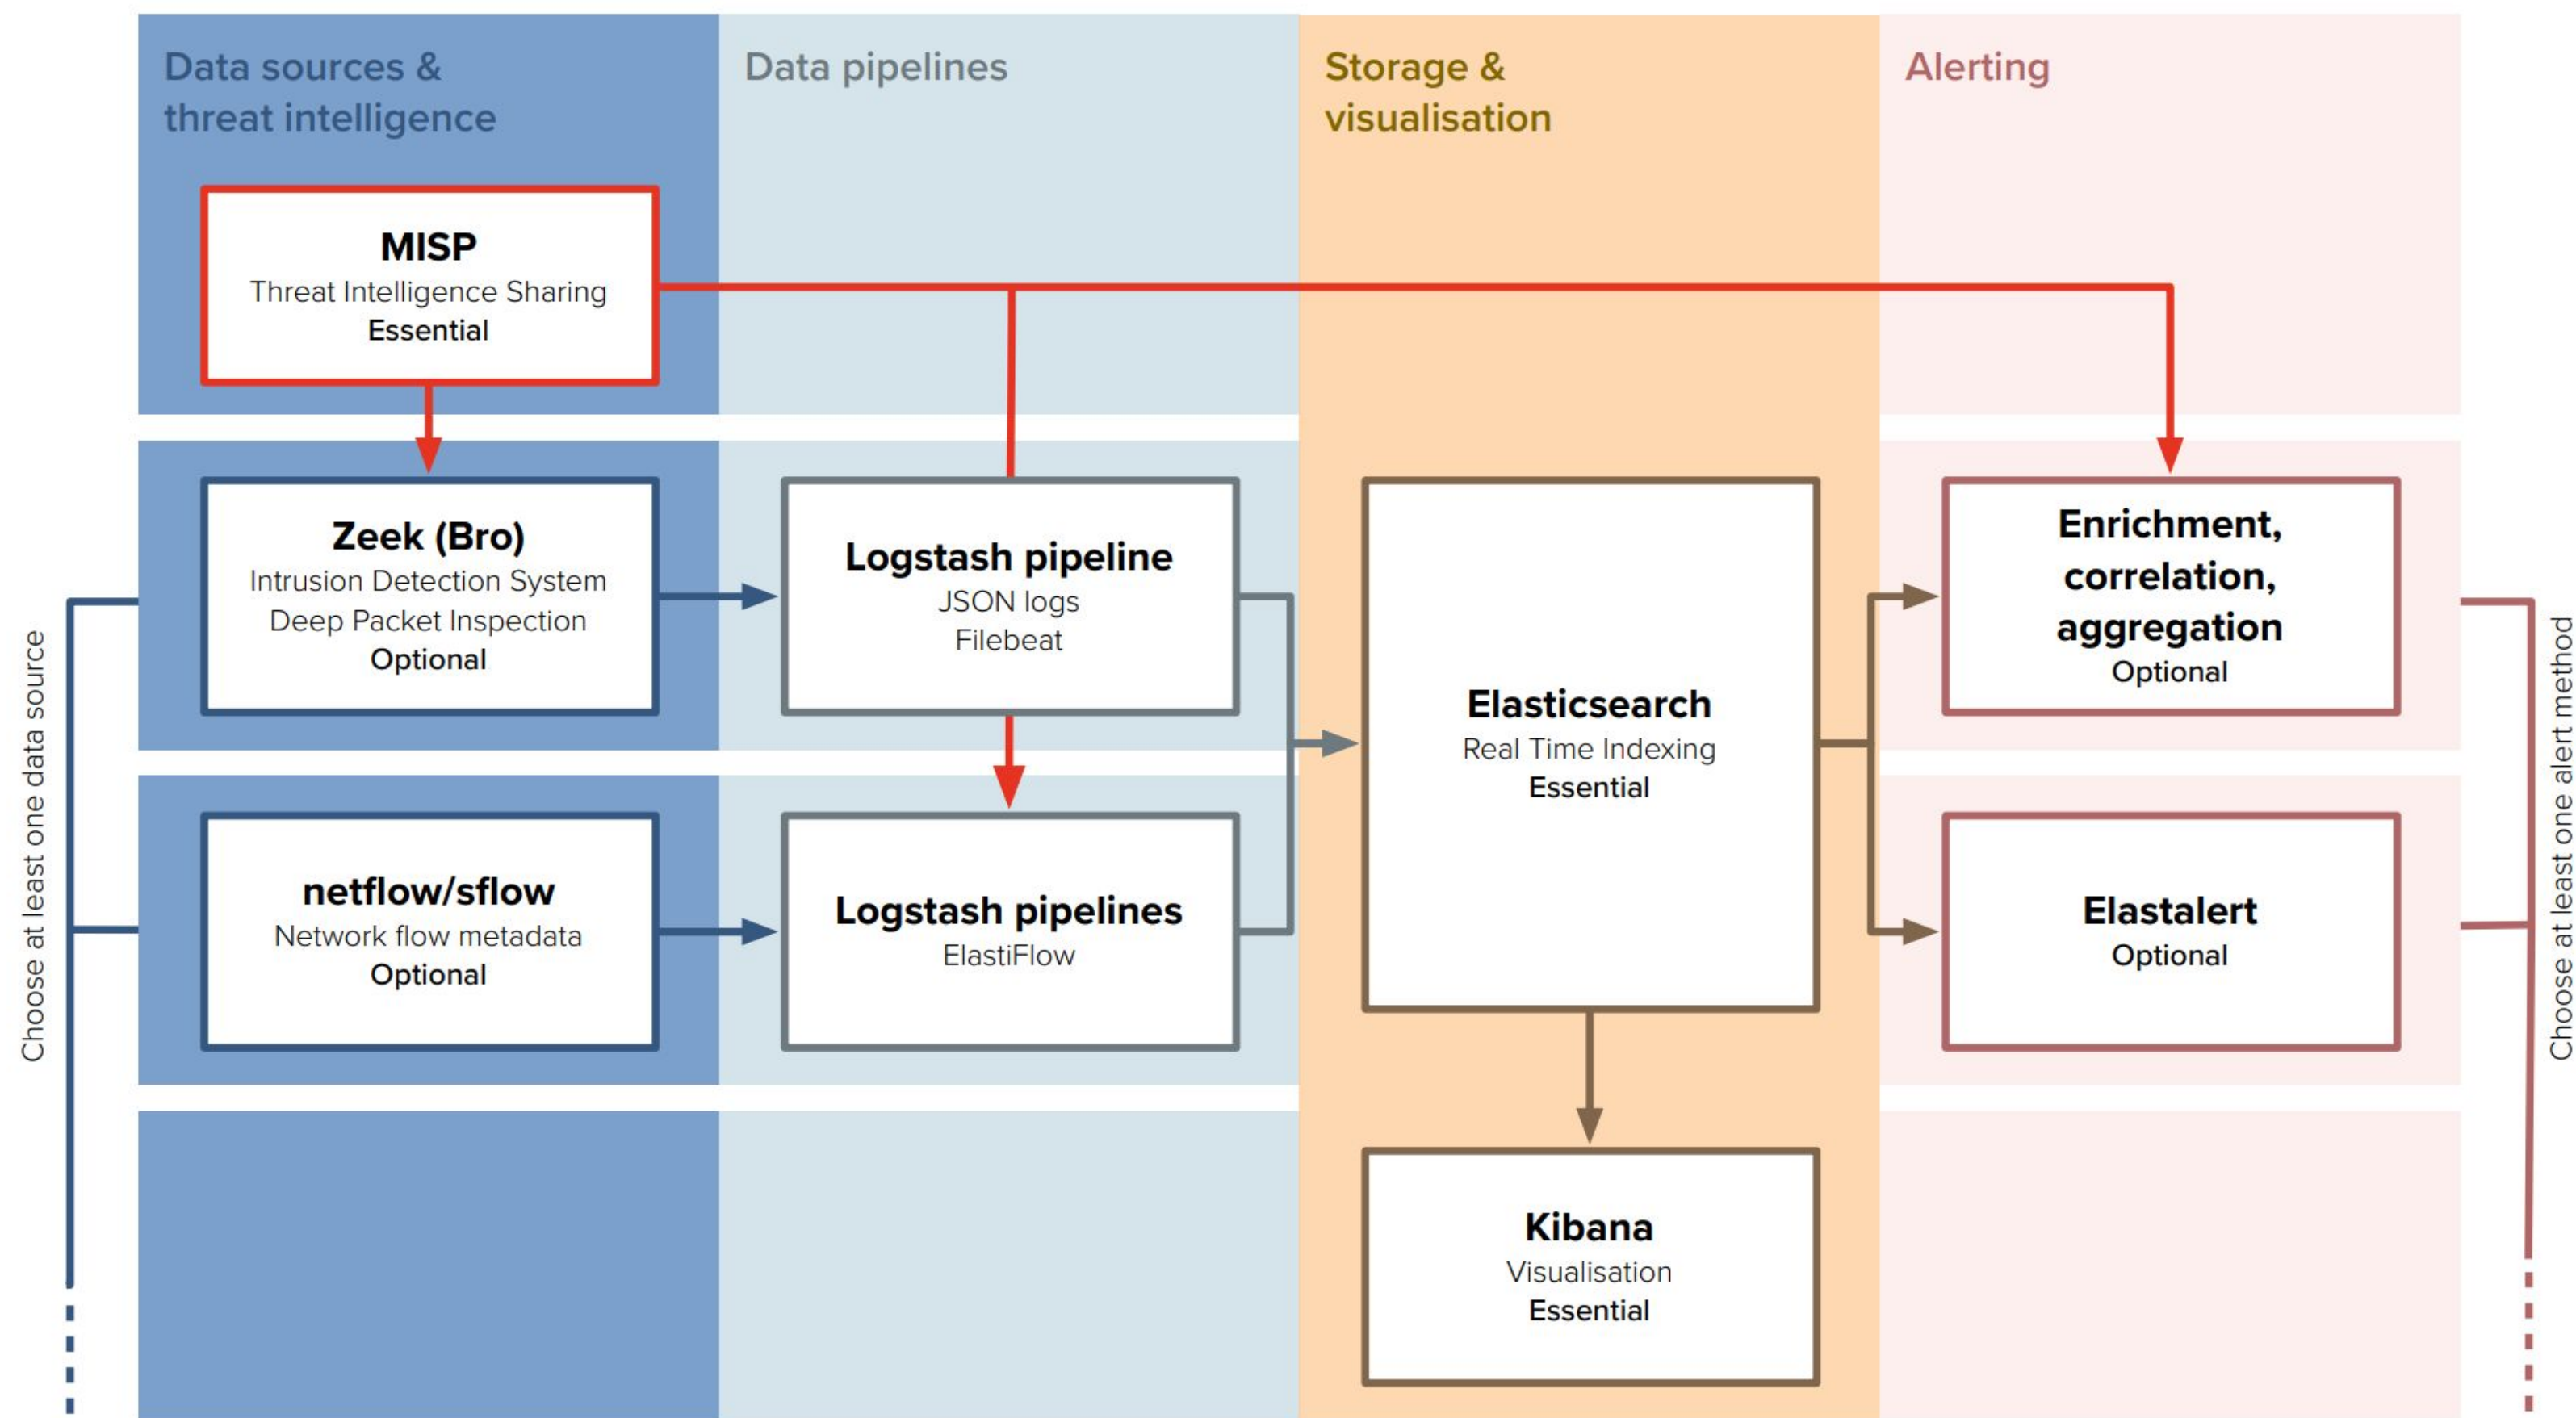 Data sources &
threat intelligence
Data pipelines
Storage &
visualisation
Alerting
MISP
Threat Intelligence Sharing
Essential
Zeek (Bro)
Intrusion Detection System
Deep Packet Inspection
Optional
Logstash pipeline
JSON logs
Filebeat
Elasticsearch
Real Time Indexing
Essential
Enrichment,
correlation,
aggregation
Optional
netflow/sflow
Network flow metadata
Optional
Logstash pipelines
ElastiFlow
Elastalert
Optional
Kibana
Visualisation
Essential
Choose at least one data source
Choose at least one alert method